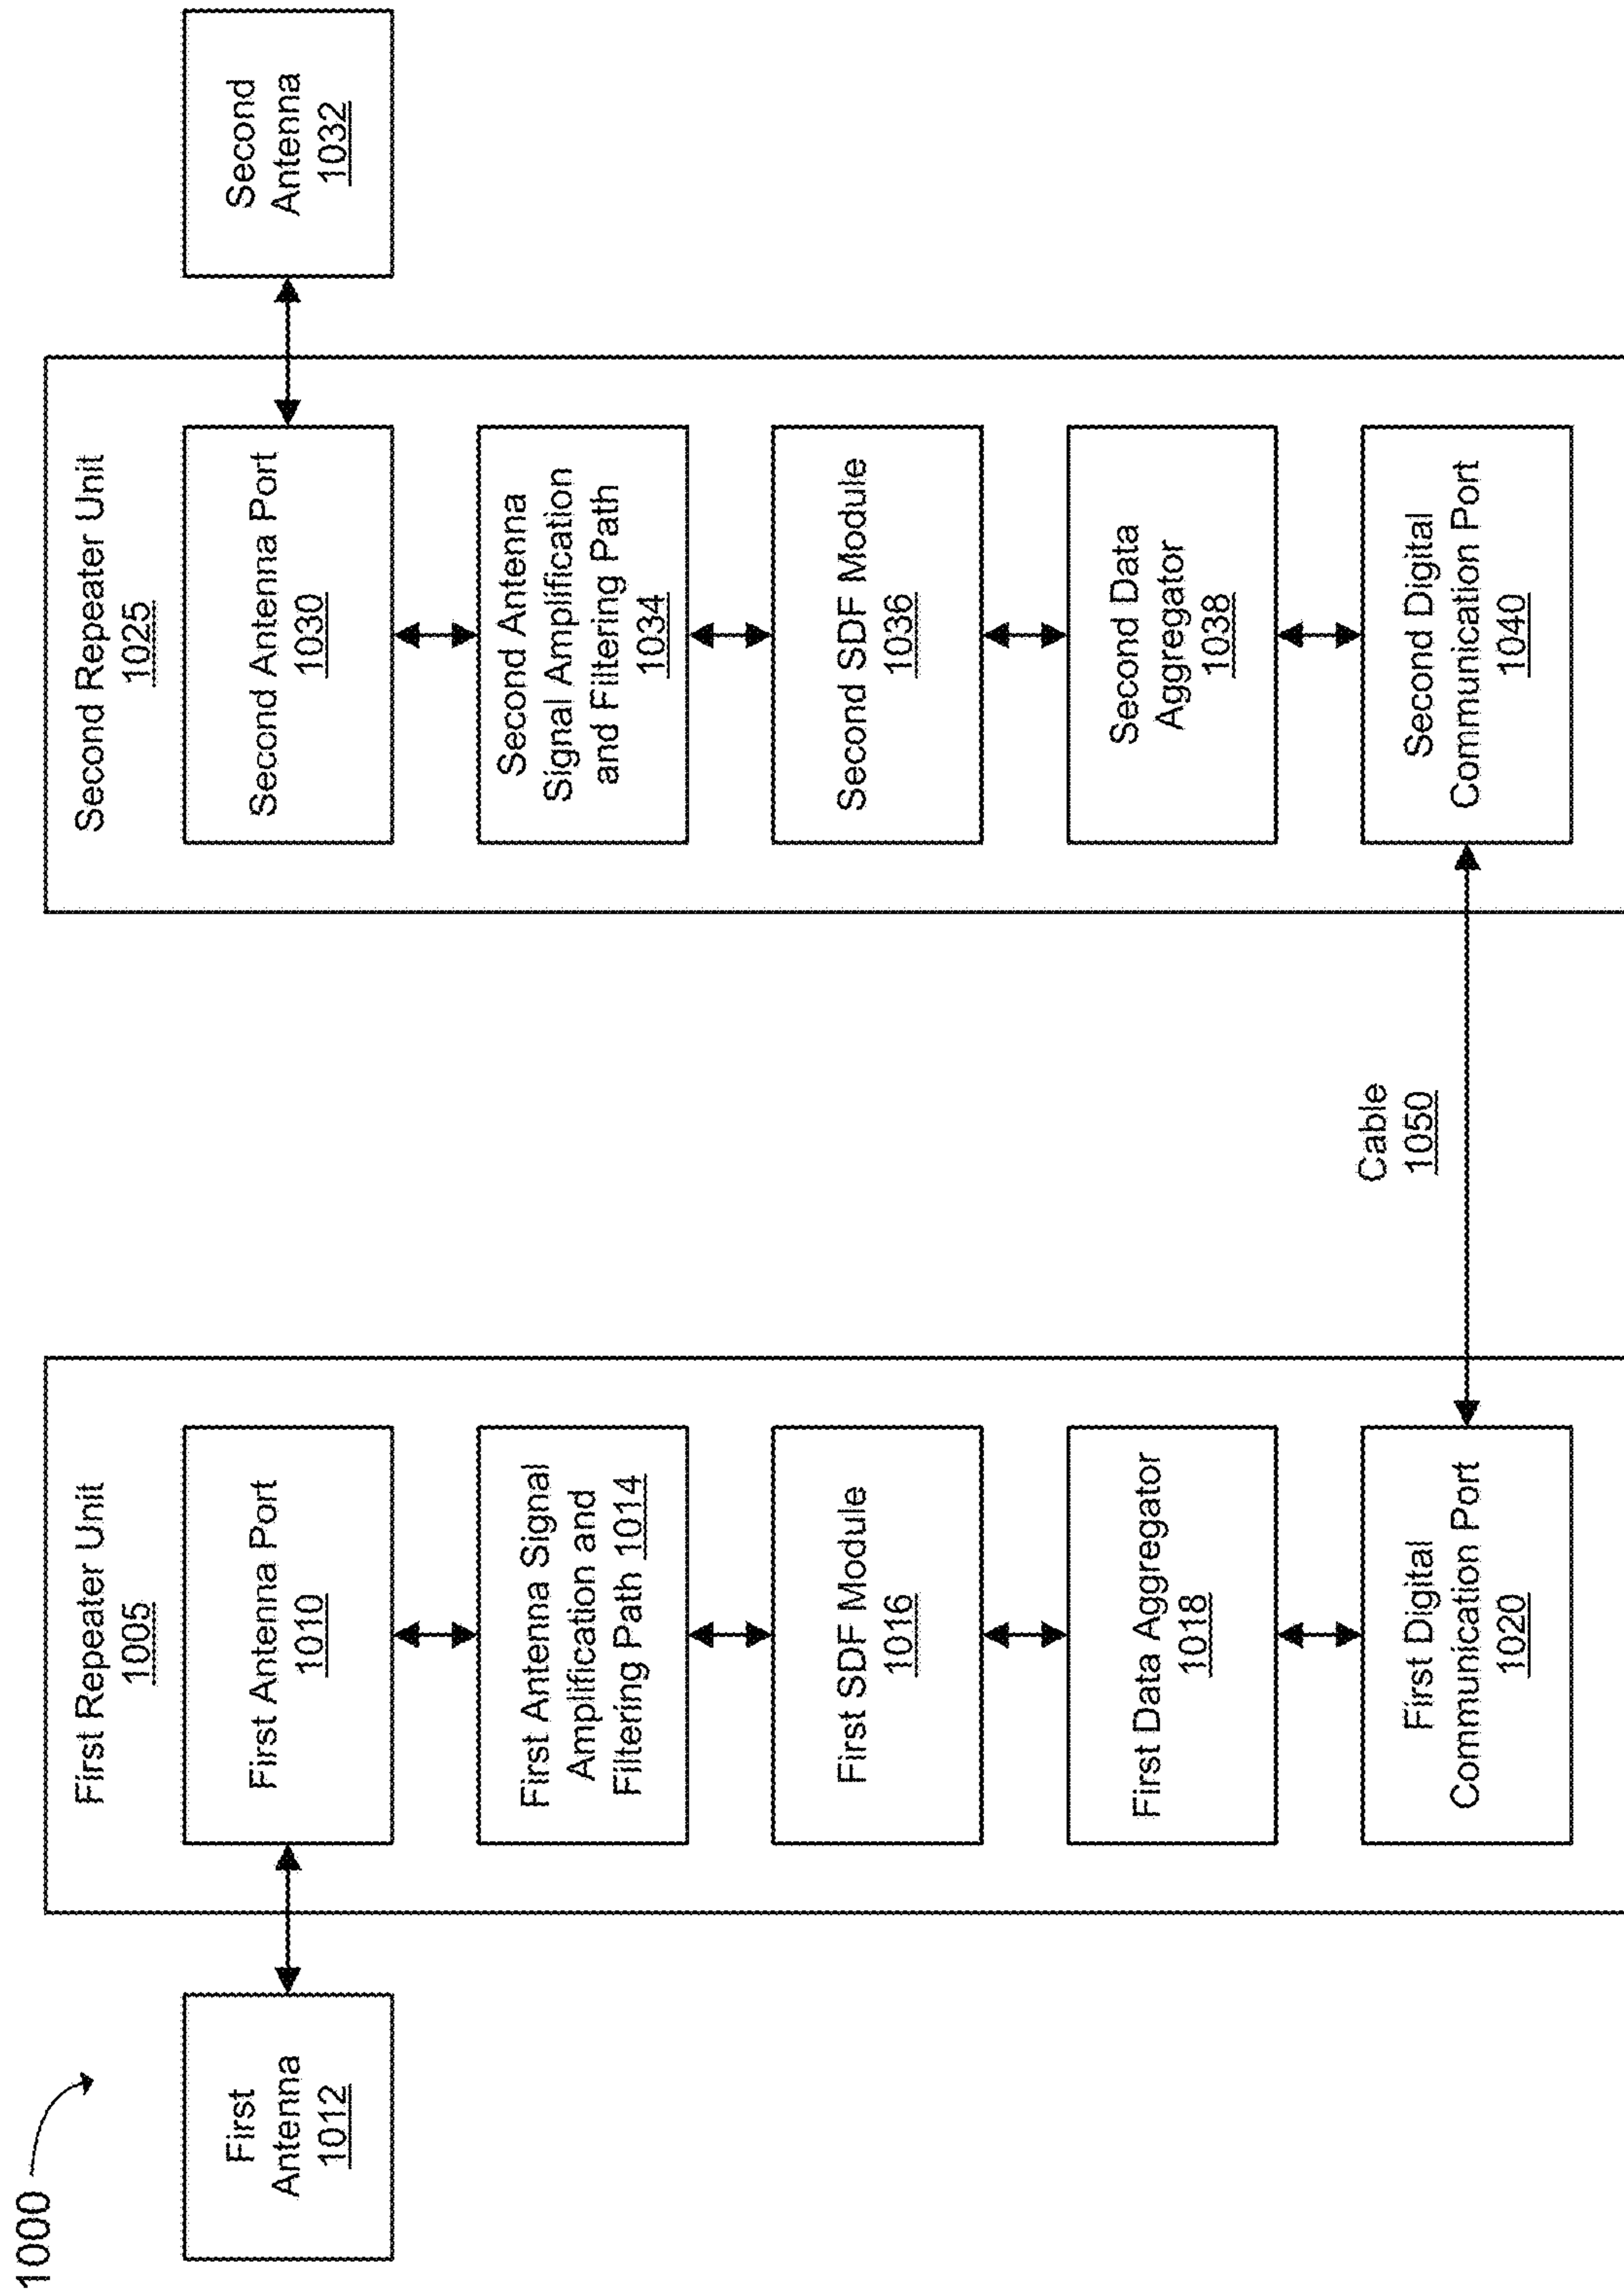 1000
First
Antenna
1012
First Repeater Unit
1005
First Antenna Port
1010
First Antenna Signal
Amplification and
Filtering Path 1014
First SDF Module
1016
First Data Aggregator
1018
First Digital
Communication Port
1020
Cable
1050
Second Repeater Unit
1025
Second Antenna Port
1030
Second Antenna
Signal Amplification
and Filtering Path
1034
Second SDF Module
1036
Second Data
Aggregator
1038
Second Digital
Communication Port
1040
Second
Antenna
1032